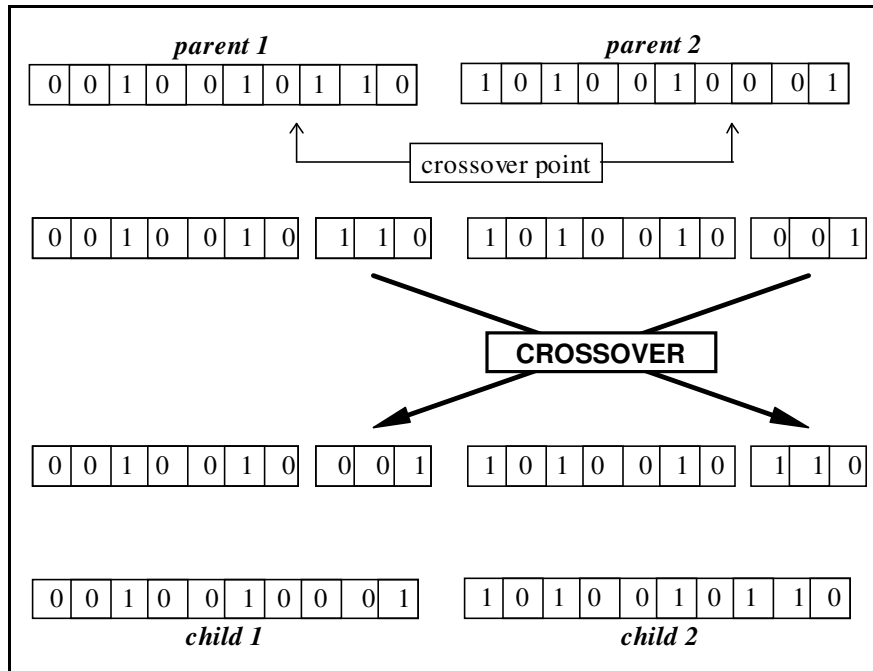 parent 1 parent 2
0 0 1 0 0 1 0 1 1 0 1 0 1 0 0 1 0 0 0 1
crossover point
0 0 1 0 0 1 0 1 1 0 1 0 1 0 0 1 0 0 0 1
CROSSOVER
0 0 1 0 0 1 0 0 0 1 1 0 1 0 0 1 0 1 1 0
0 0 1 0 0 1 0 0 0 1 1 0 1 0 0 1 0 1 1 0
child 1 child 2